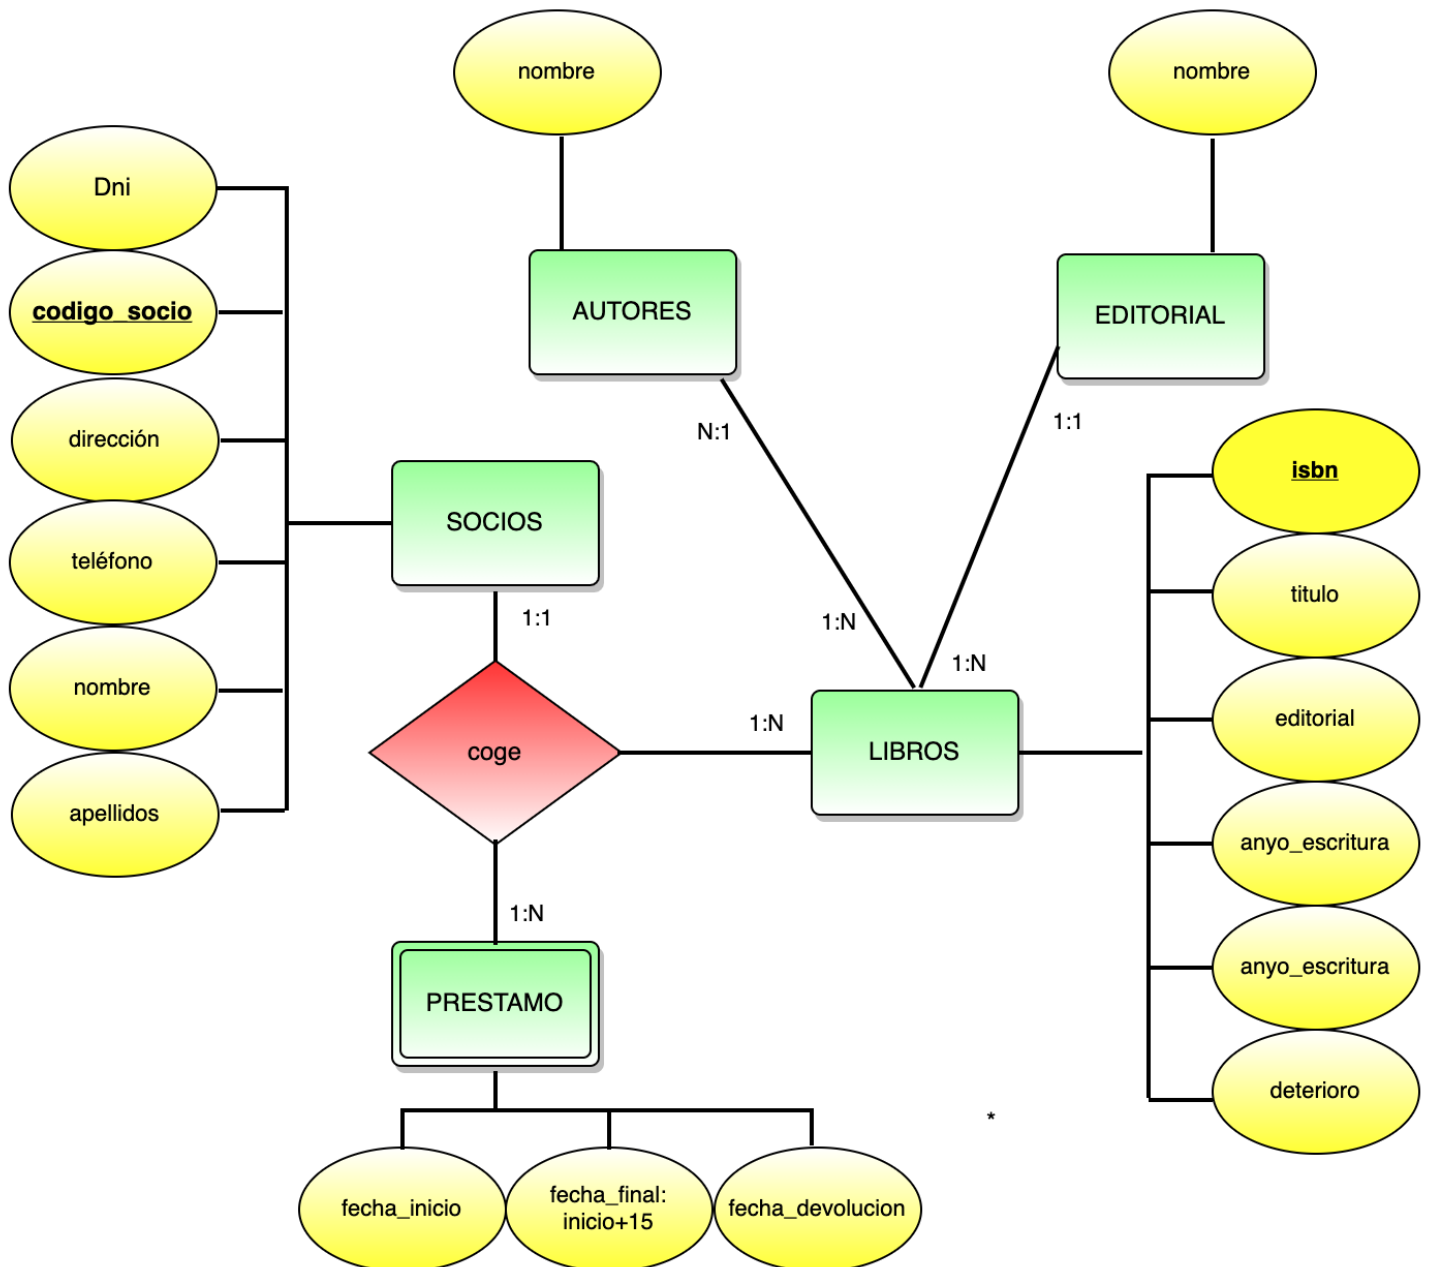 nombre
nombre
Dni
codigo_socio
AUTORES
EDITORIAL
dirección
N:1
1:1
isbn
SOCIOS
teléfono
titulo
1:1
1:N
1:N
nombre
editorial
1:N
coge
LIBROS
apellidos
anyo_escritura
1:N
anyo_escritura
PRESTAMO
deterioro
*
fecha_inicio
fecha_final:
inicio+15
fecha_devolucion